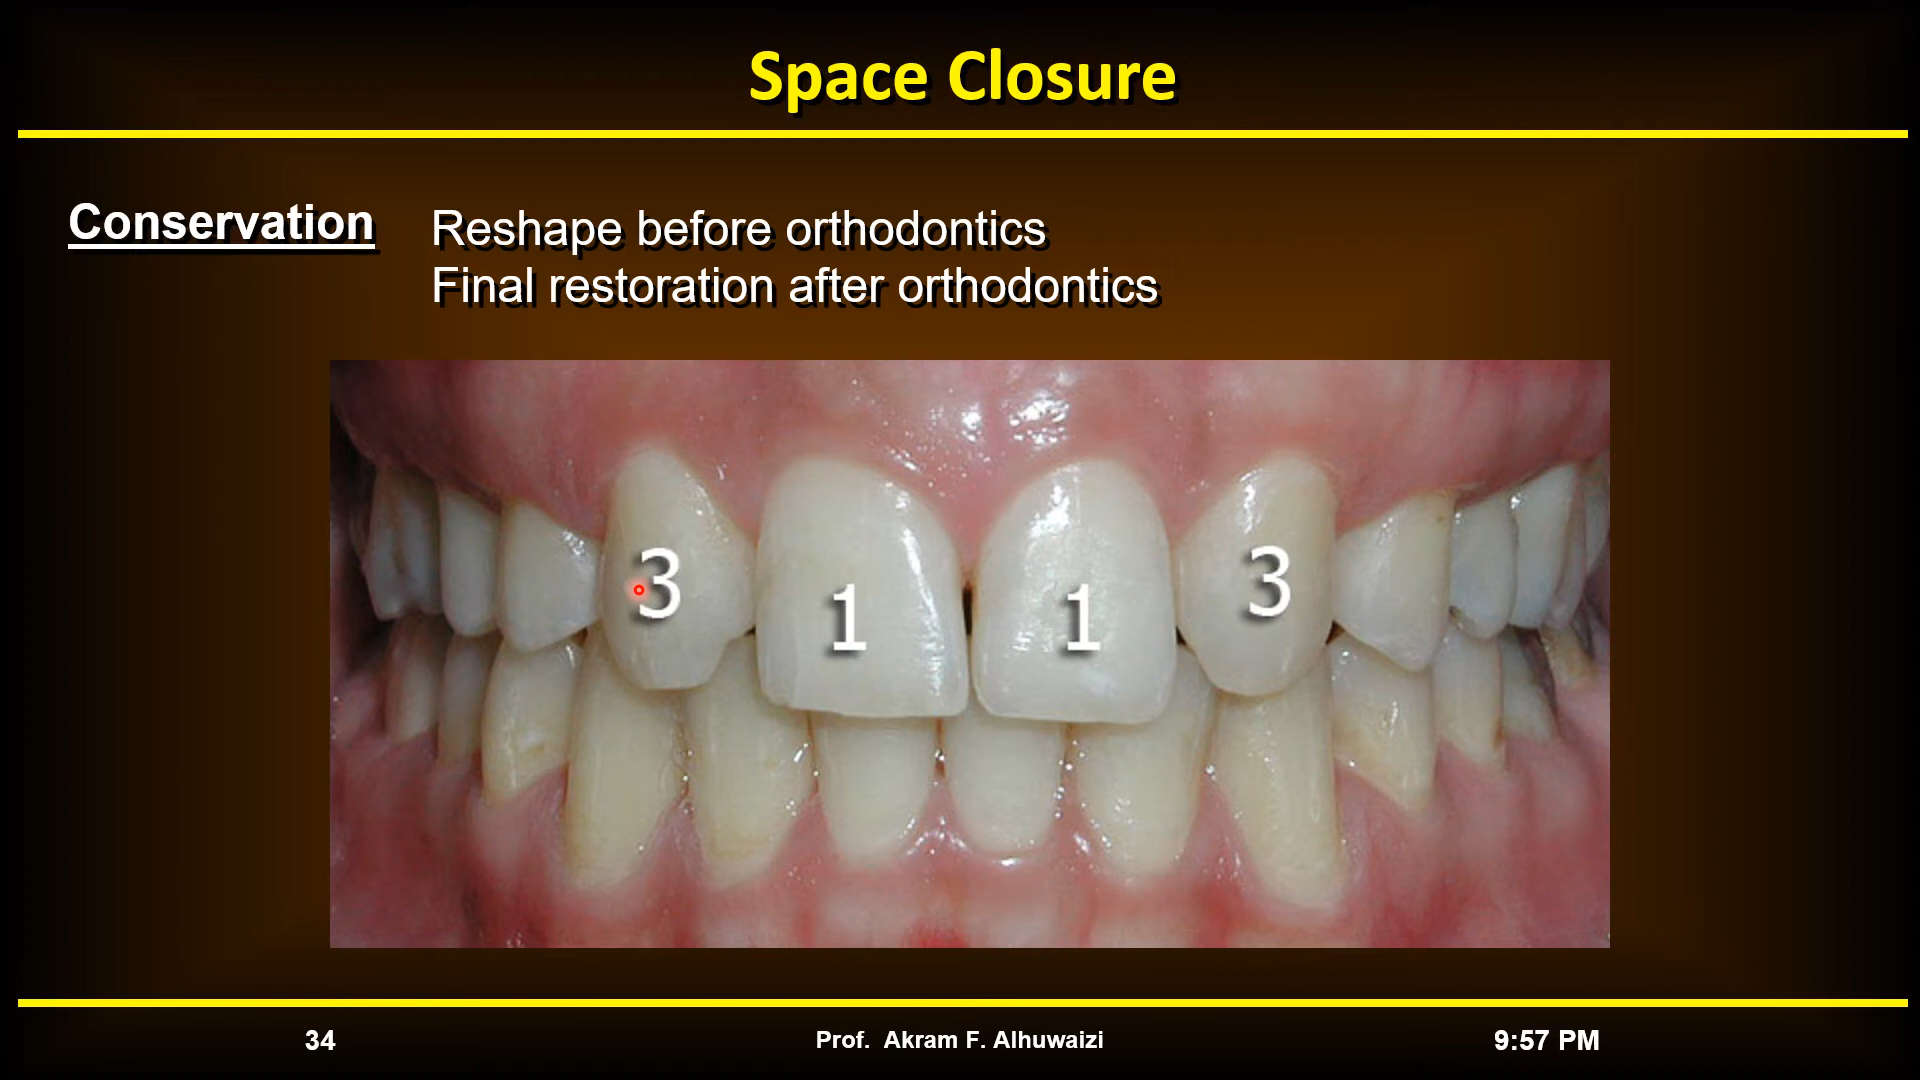 Space Closure
Conservation
Reshape before orthodontics
Final restoration after orthodontics
3
1
1
3
34
Prof. Akram F. Alhuwaizi
9:57 PM